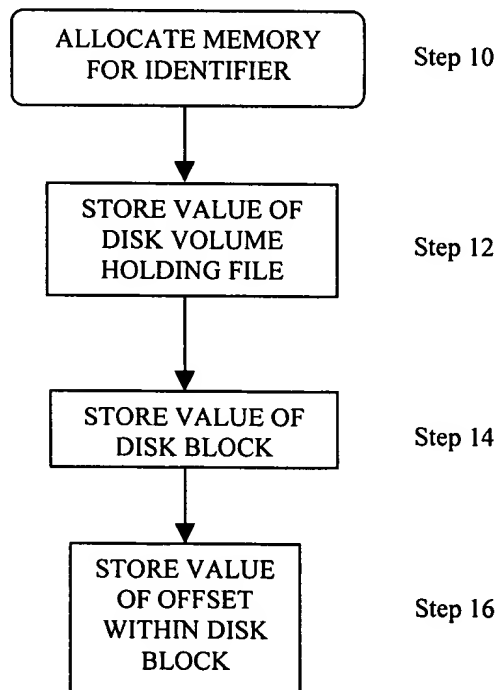 ALLOCATE MEMORY
FOR IDENTIFIER
Step 10
STORE VALUE OF
DISK VOLUME
HOLDING FILE
Step 12
STORE VALUE OF
DISK BLOCK
Step 14
STORE VALUE
OF OFFSET
WITHIN DISK
BLOCK
Step 16